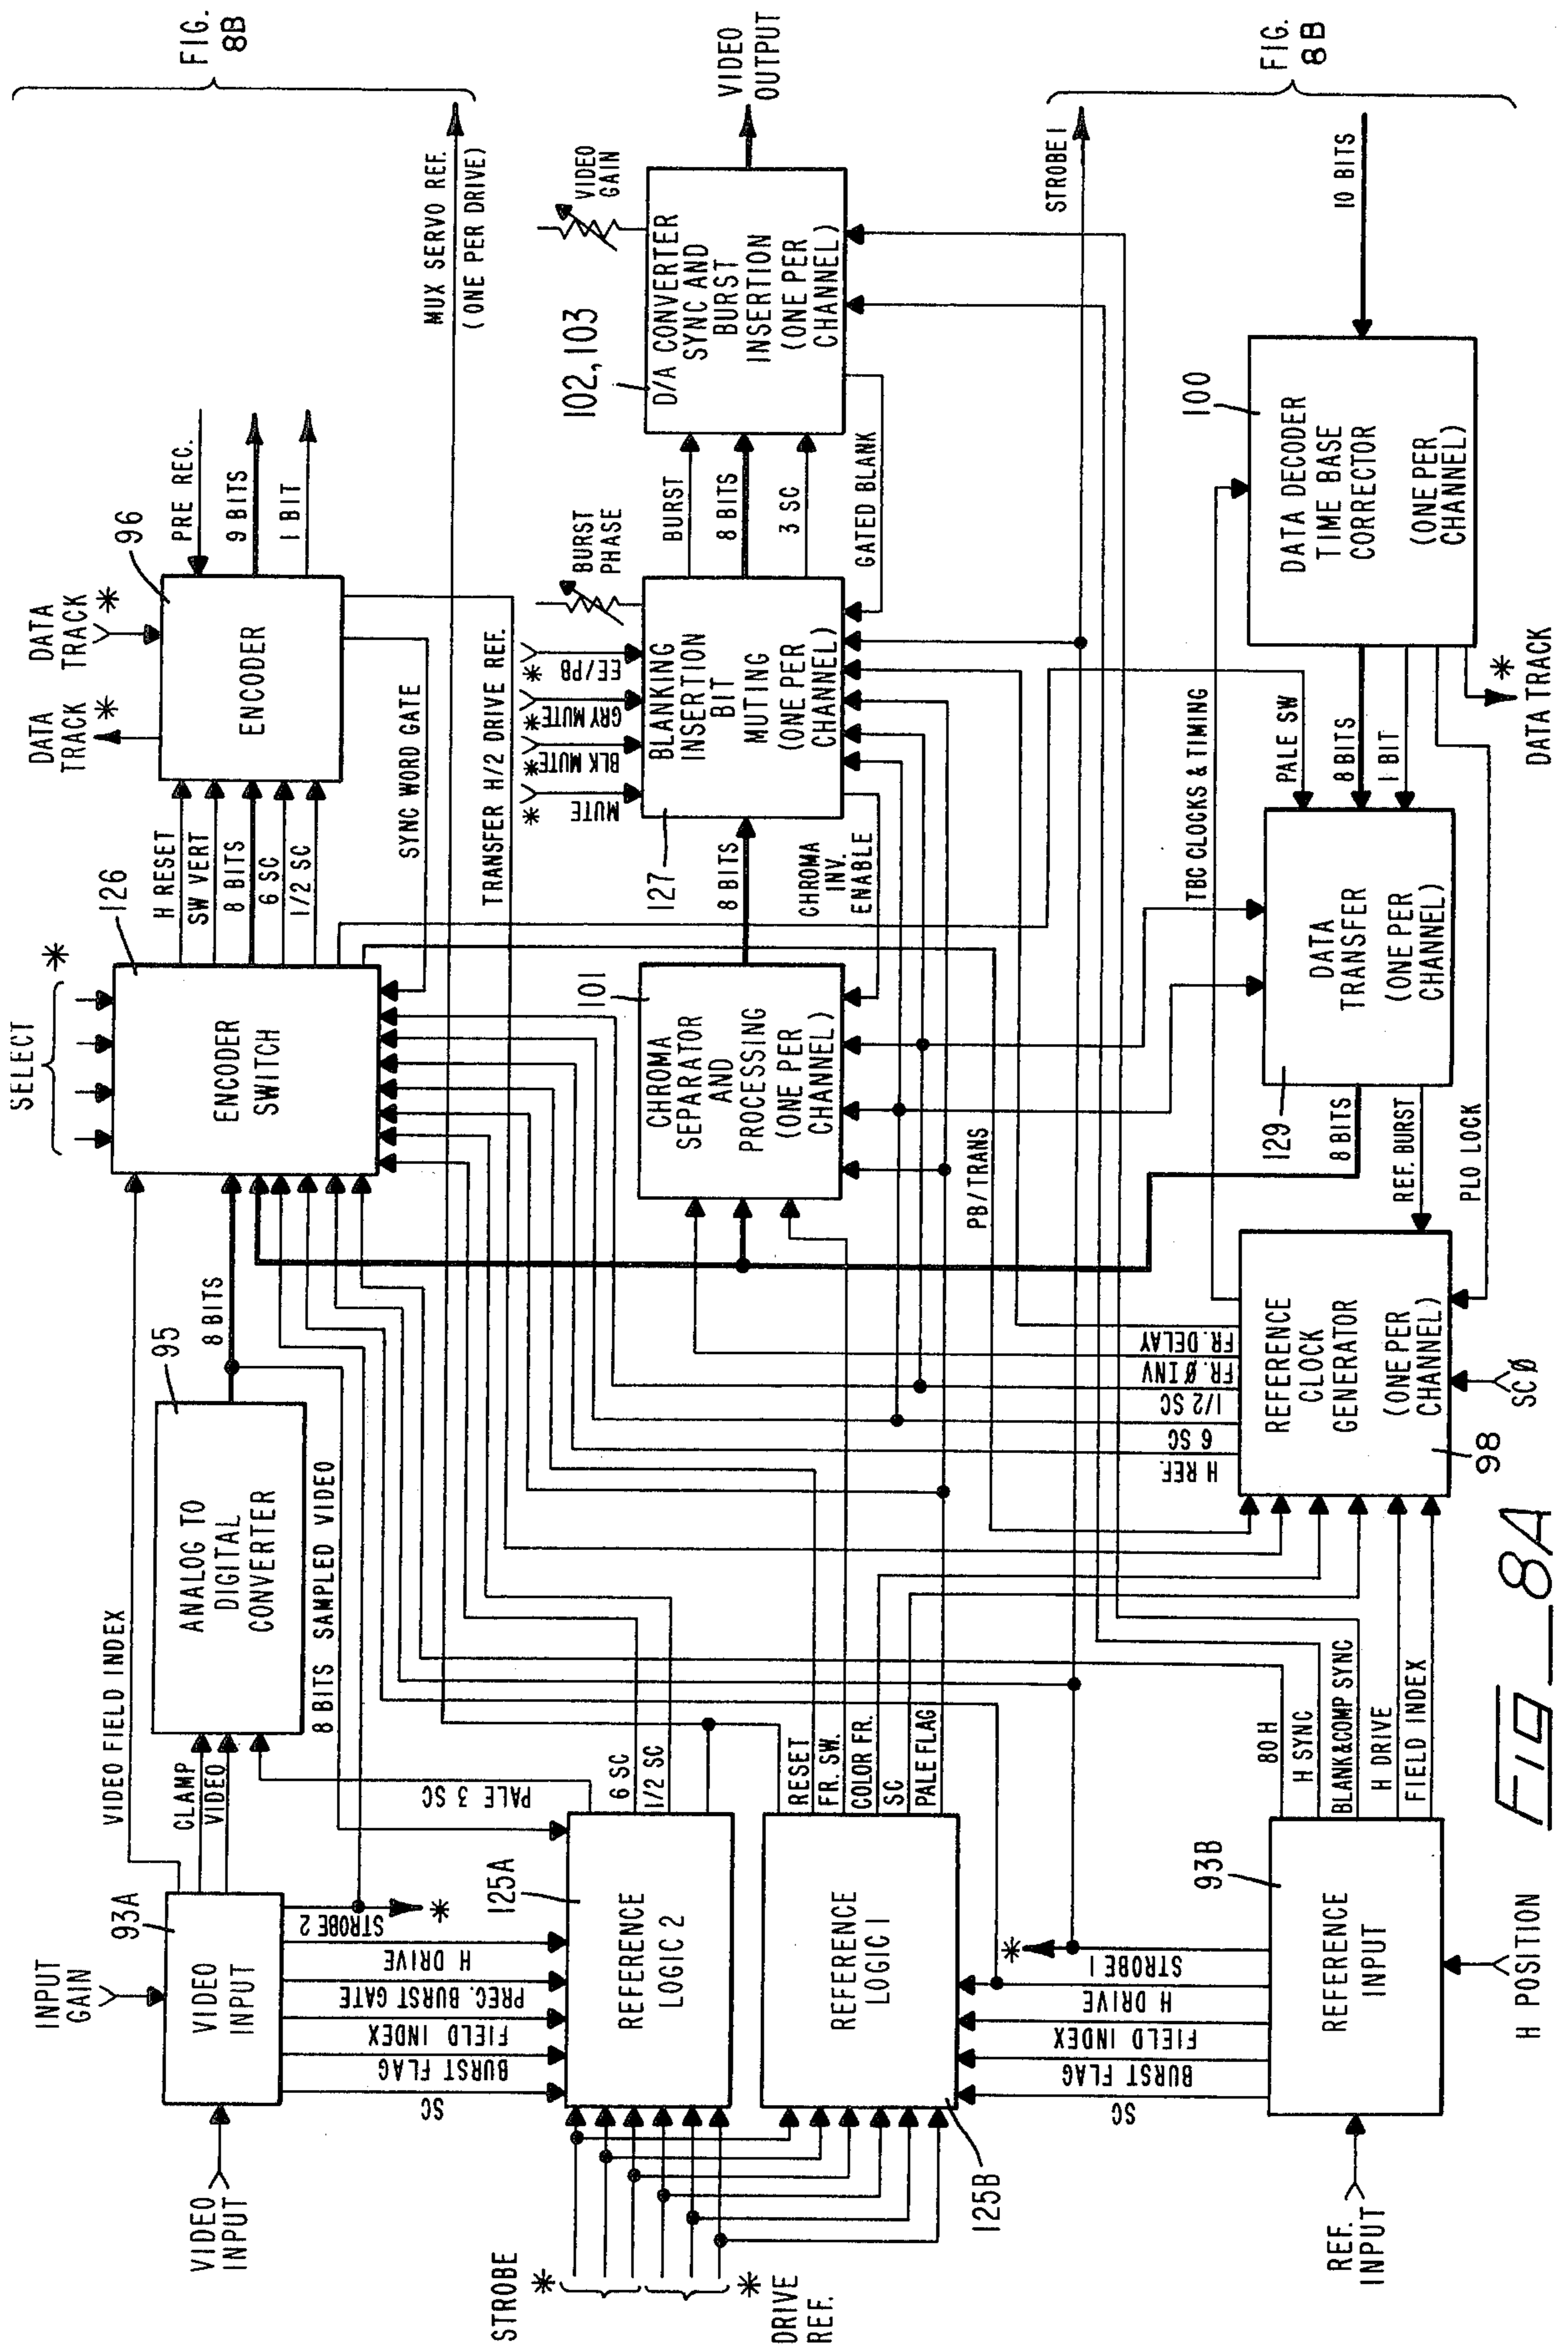 FIG.
8B
SELECT
*
DATA
TRACK
*
DATA
TRACK
*
PRE REC.
9 BITS
1 BIT
96
ENCODER
126
ENCODER
SWITCH
H RESET
SW VERT
8 BITS
6 SC
1/2 SC
SYNC WORD GATE
MUX SERVO REF.
(ONE PER DRIVE)
TRANSFER H/2 DRIVE REF.
VIDEO FIELD INDEX
95
ANALOG TO
DIGITAL
CONVERTER
8 BITS
8 BITS SAMPLED VIDEO
CLAMP
VIDEO
PALE 3 SC
INPUT
GAIN
93A
VIDEO
INPUT
VIDEO
INPUT
STROBE 2
*
H DRIVE
PREC. BURST GATE
FIELD INDEX
BURST FLAG
SC
125A
REFERENCE
LOGIC 2
6 SC
1/2 SC
STROBE
*
*
DRIVE
REF.
REFERENCE
LOGIC 1
125B
RESET
FR. SW.
COLOR FR.
SC
PALE FLAG
*
STROBE 1
H DRIVE
FIELD INDEX
BURST FLAG
SC
93B
REFERENCE
INPUT
REF.
INPUT
H POSITION
80 H
H SYNC
BLANK&COMP SYNC
H DRIVE
FIELD INDEX
101
CHROMA
SEPARATOR
AND
PROCESSING
(ONE PER
CHANNEL)
8 BITS
CHROMA
INV.
ENABLE
127
BLANKING
INSERTION
BIT
MUTING
(ONE PER
CHANNEL)
* MUTE
* BLK MUTE
* GRY MUTE
* EE/PB
BURST
PHASE
BURST
8 BITS
3 SC
GATED BLANK
102,103
D/A CONVERTER
SYNC AND
BURST
INSERTION
(ONE PER
CHANNEL)
VIDEO
GAIN
VIDEO
OUTPUT
PB/TRANS
STROBE 1
FIG.
8B
10 BITS
100
DATA DECODER
TIME BASE
CORRECTOR
(ONE PER
CHANNEL)
TBC CLOCKS & TIMING
PALE SW
8 BITS
1 BIT
*
DATA TRACK
DATA
TRANSFER
(ONE PER
CHANNEL)
129
8 BITS
REF. BURST
PLO LOCK
FR. DELAY
FR. Ø INV
1/2 SC
6 SC
H REF.
REFERENCE
CLOCK
GENERATOR
(ONE PER
CHANNEL)
98
SCØ
FIG_8A